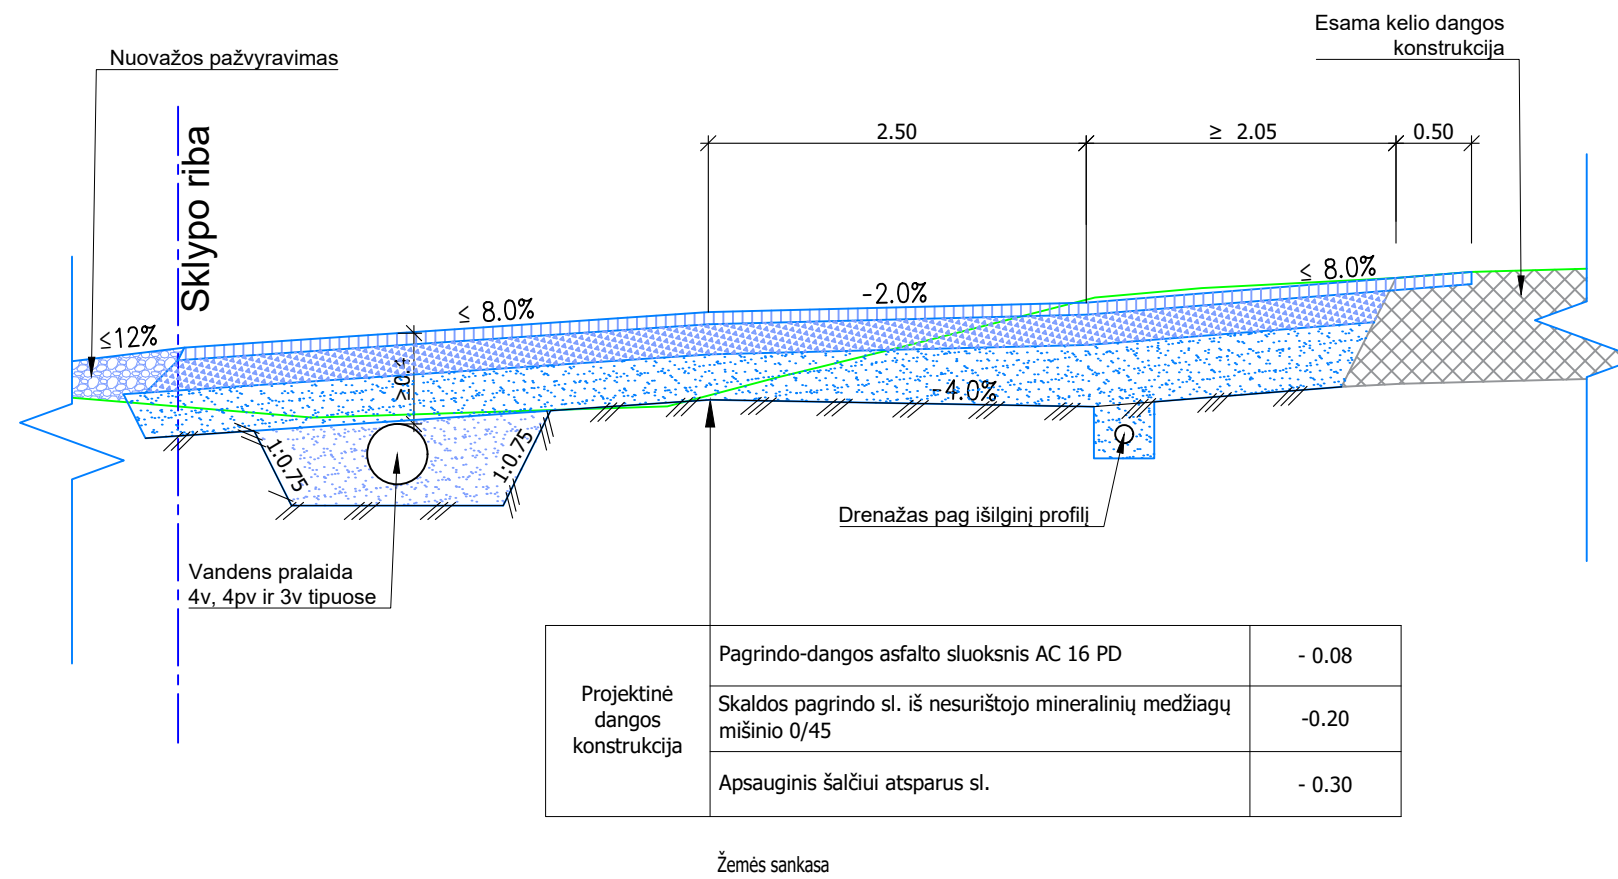 Esama kelio dangos
konstrukcija
Nuovažos pažvyravimas
Sklypo riba
2.50
≥ 2.05
0.50
≤12%
≤ 8.0%
-2.0%
≤ 8.0%
≥0.4
-4.0%
1:0.75
1:0.75
Drenažas pag išilginį profilį
Vandens pralaida
4v, 4pv ir 3v tipuose
Projektinė
dangos
konstrukcija
Pagrindo-dangos asfalto sluoksnis AC 16 PD
- 0.08
Skaldos pagrindo sl. iš nesurištojo mineralinių medžiagų
mišinio 0/45
-0.20
Apsauginis šalčiui atsparus sl.
- 0.30
Žemės sankasa